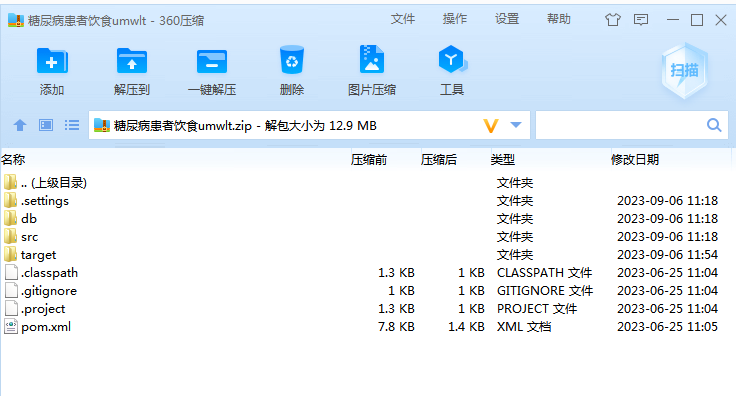 糖尿病患者饮食umwlt - 360压缩 文件 操作 设置 帮助
添加 解压到 一键解压 删除 图片压缩 工具 扫描
糖尿病患者饮食umwlt.zip - 解包大小为 12.9 MB
名称 压缩前 压缩后 类型 修改日期
.. (上级目录) 文件夹
.settings 文件夹 2023-09-06 11:18
db 文件夹 2023-09-06 11:18
src 文件夹 2023-09-06 11:18
target 文件夹 2023-09-06 11:54
.classpath 1.3 KB 1 KB CLASSPATH 文件 2023-06-25 11:04
.gitignore 1 KB 1 KB GITIGNORE 文件 2023-06-25 11:04
.project 1.3 KB 1 KB PROJECT 文件 2023-06-25 11:04
pom.xml 7.8 KB 1.4 KB XML 文档 2023-06-25 11:05